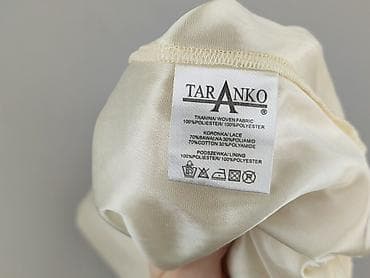 TARANKO
®
TKANINA/ WOVEN FABRIC
100%POLIESTER/ 100%POLYESTER
KORONKA/ LACE
70%BAWEŁNA 30%POLIAMID
70%COTTON 30%POLYAMIDE
PODSZEWKA/ LINING
100%POLIESTER/ 100%POLYESTER